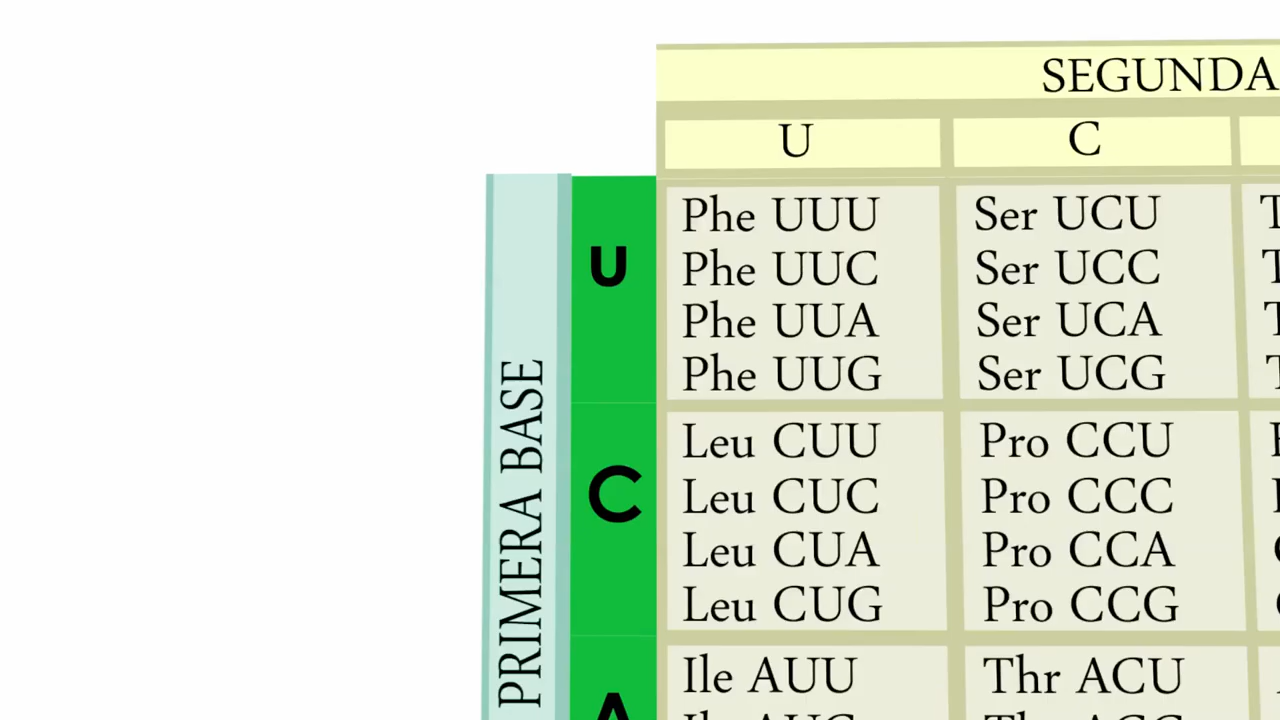 SEGUNDA
U C
PRIMERA BASE
U
Phe UUU Ser UCU
Phe UUC Ser UCC
Phe UUA Ser UCA
Phe UUG Ser UCG
C
Leu CUU Pro CCU
Leu CUC Pro CCC
Leu CUA Pro CCA
Leu CUG Pro CCG
A
Ile AUU Thr ACU